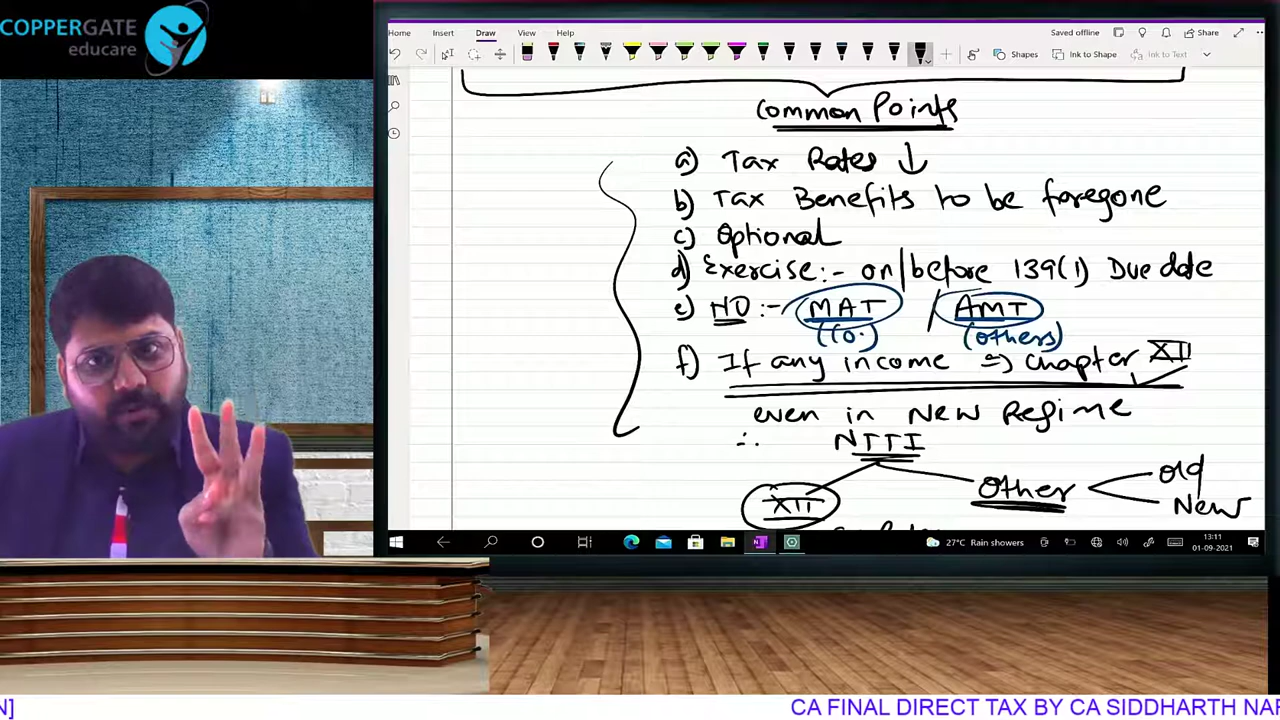 COPPERGATE
educare
Home Insert Draw View Help
Saved offline
Share
Shapes
Ink to Shape
Ink to Text
Common Points
a) Tax Rates ↓
b) Tax Benefits to be foregone
c) Optional
d) Exercise:- on/before 139(1) Due date
e) NO :- MAT / AMT
(Co.) (Others)
f) If any income => Chapter XII
even in New Regime
∴ NTTI
XII Other Old
New
27°C Rain showers
13:11
01-09-2021
N] CA FINAL DIRECT TAX BY CA SIDDHARTH NAR